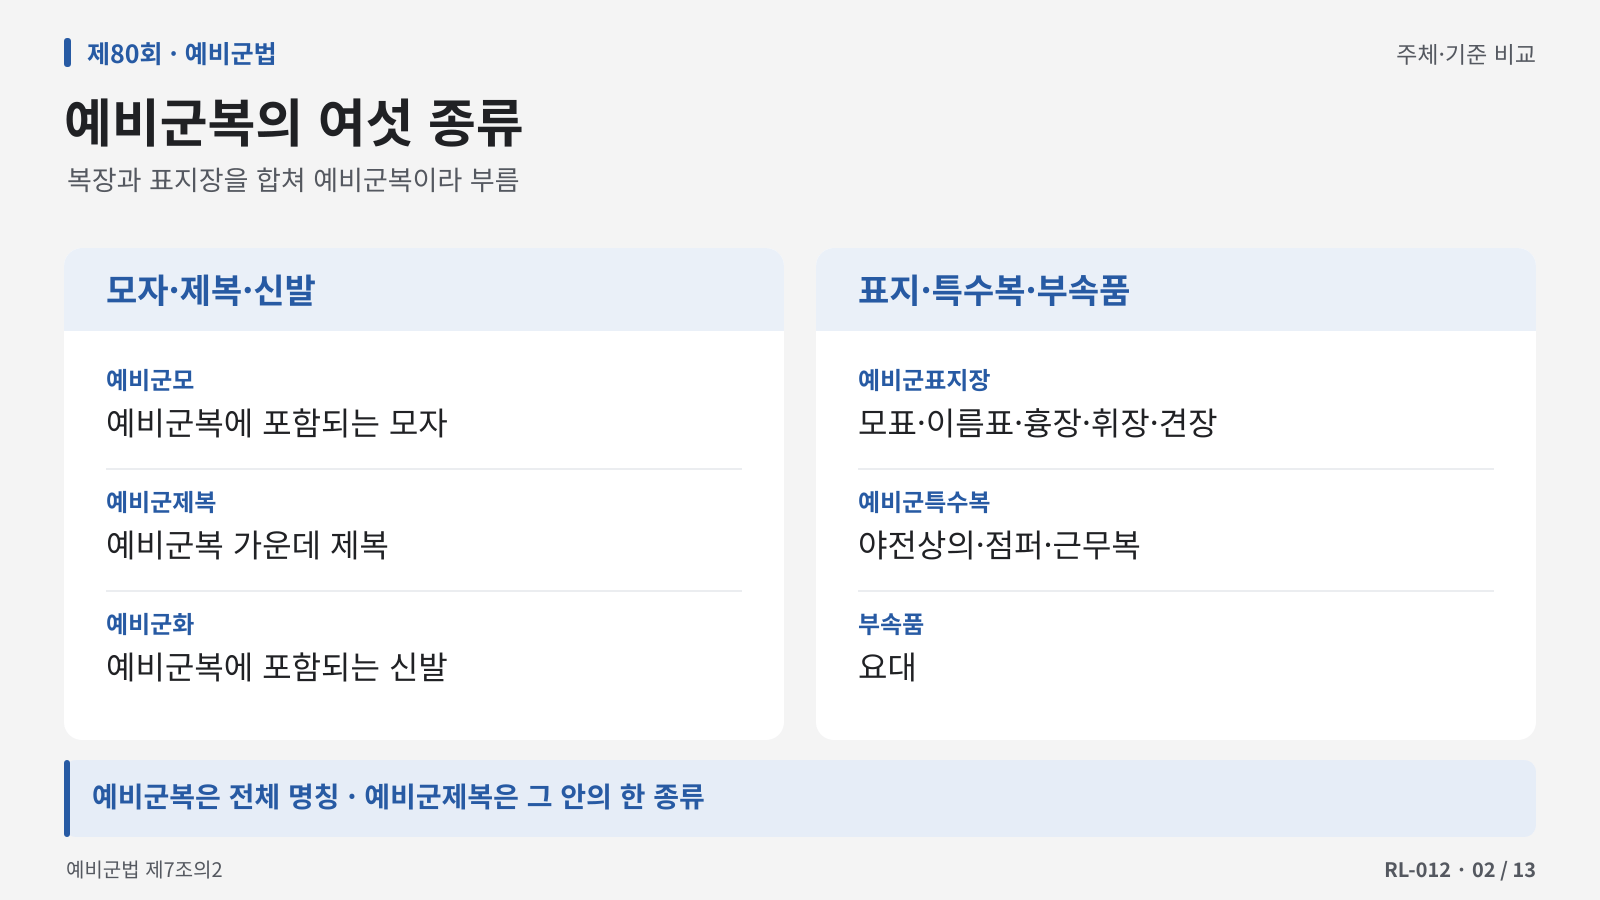 제80회 · 예비군법
주체·기준 비교
예비군복의 여섯 종류
복장과 표지장을 합쳐 예비군복이라 부름
모자·제복·신발
예비군모
예비군복에 포함되는 모자
예비군제복
예비군복 가운데 제복
예비군화
예비군복에 포함되는 신발
표지·특수복·부속품
예비군표지장
모표·이름표·흉장·휘장·견장
예비군특수복
야전상의·점퍼·근무복
부속품
요대
예비군복은 전체 명칭 · 예비군제복은 그 안의 한 종류
예비군법 제7조의2
RL-012 · 02 / 13